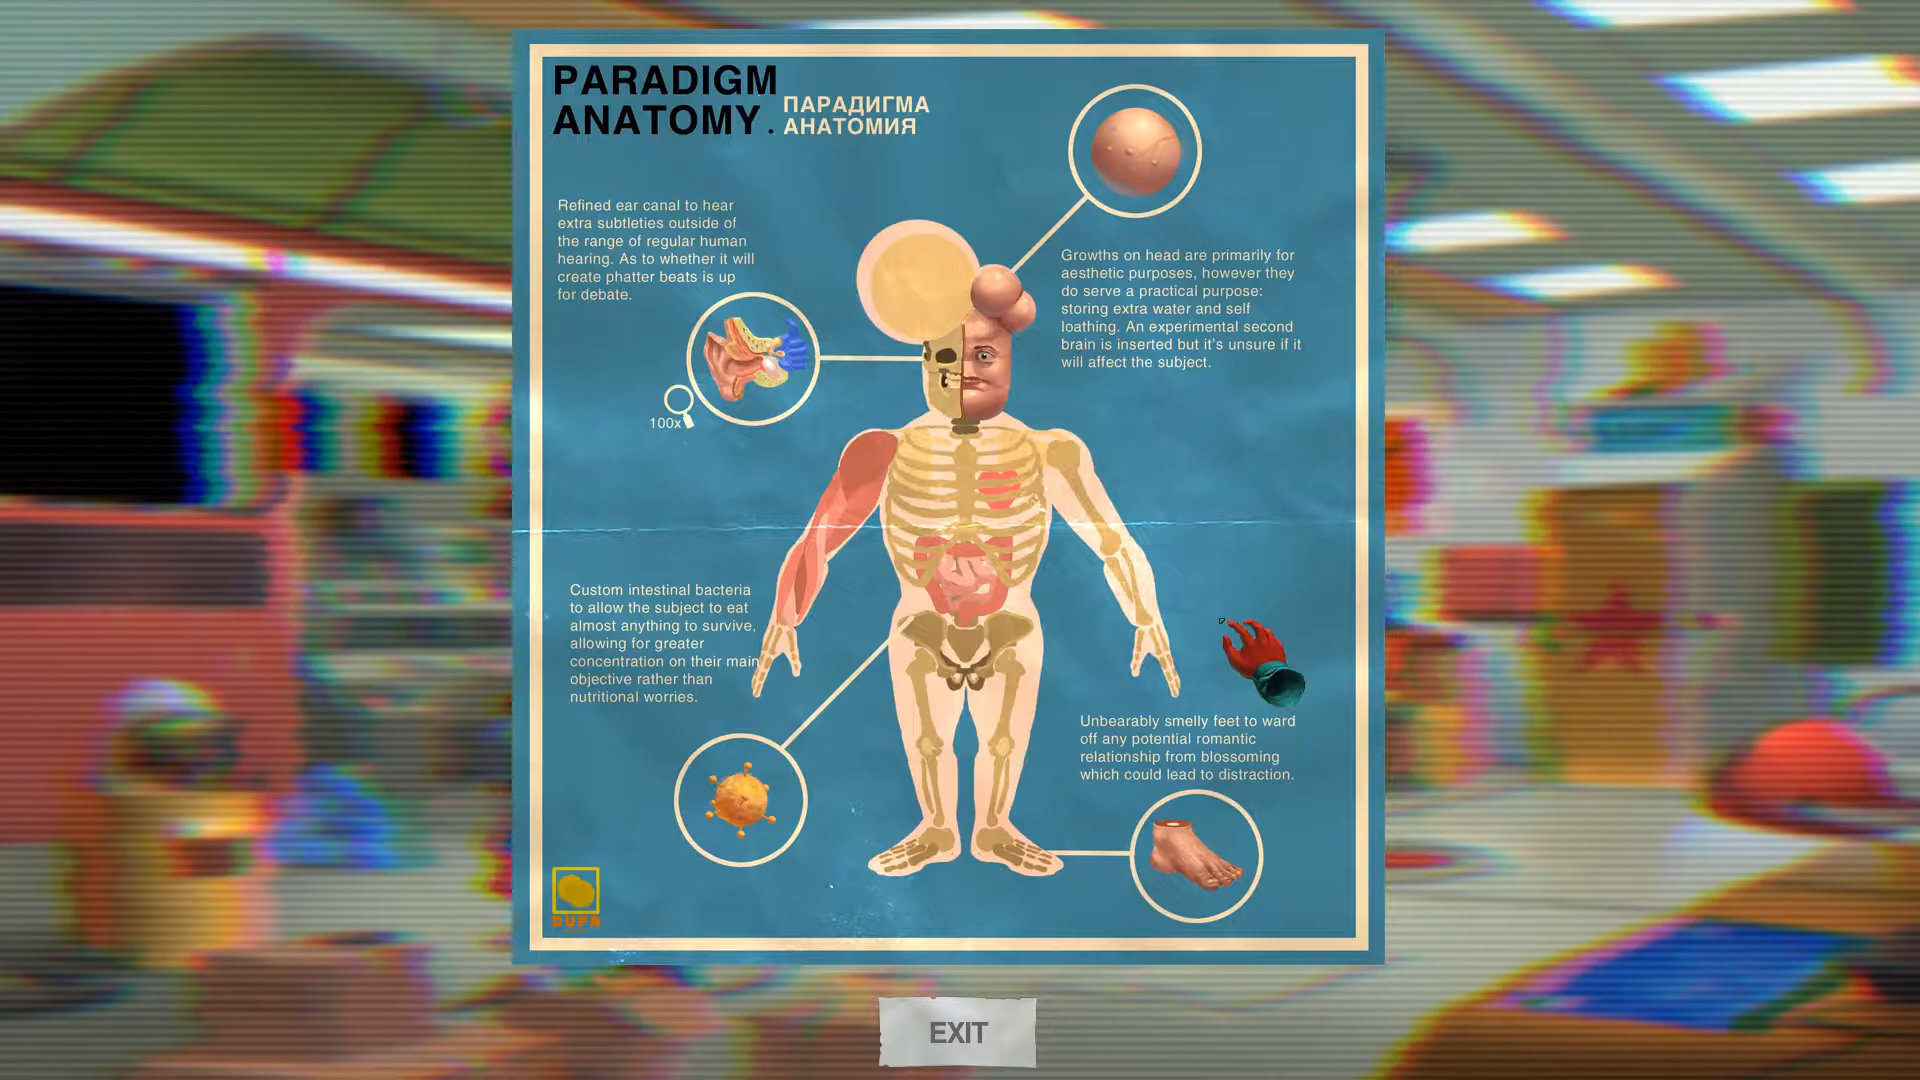 PARADIGM
ANATOMY.
ПАРАДИГМА
АНАТОМИЯ
Refined ear canal to hear
extra subtleties outside of
the range of regular human
hearing. As to whether it will
create phatter beats is up
for debate.
100x
Growths on head are primarily for
aesthetic purposes, however they
do serve a practical purpose:
storing extra water and self
loathing. An experimental second
brain is inserted but it's unsure if it
will affect the subject.
Custom intestinal bacteria
to allow the subject to eat
almost anything to survive,
allowing for greater
concentration on their main
objective rather than
nutritional worries.
Unbearably smelly feet to ward
off any potential romantic
relationship from blossoming
which could lead to distraction.
DUPA
EXIT